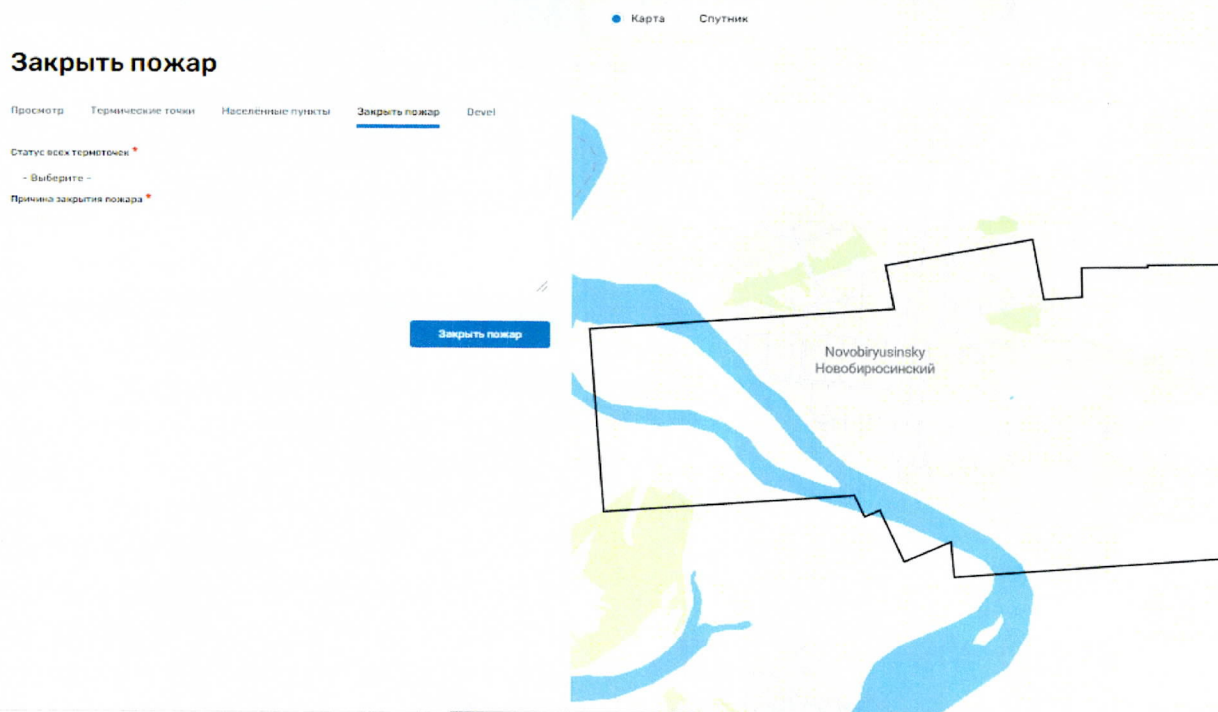 Карта Спутник
Закрыть пожар
Просмотр Термические точки Населённые пункты Закрыть пожар Devel
Статус всех термоточек *
- Выберите -
Причина закрытия пожара *
Закрыть пожар
Novobiryusinsky
Новобирюсинский